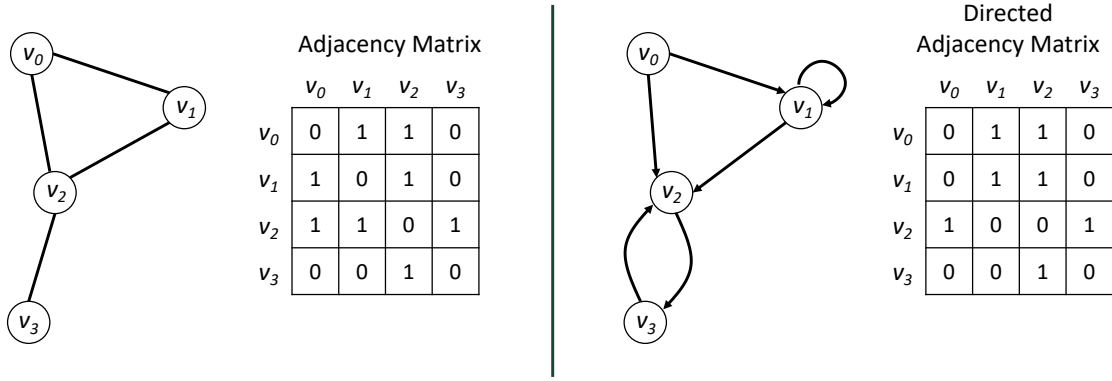 v0
v1
v2
v3
Adjacency Matrix
v0 v1 v2 v3
v0 0 1 1 0
v1 1 0 1 0
v2 1 1 0 1
v3 0 0 1 0
v0
v1
v2
v3
Directed
Adjacency Matrix
v0 v1 v2 v3
v0 0 1 1 0
v1 0 1 1 0
v2 1 0 0 1
v3 0 0 1 0